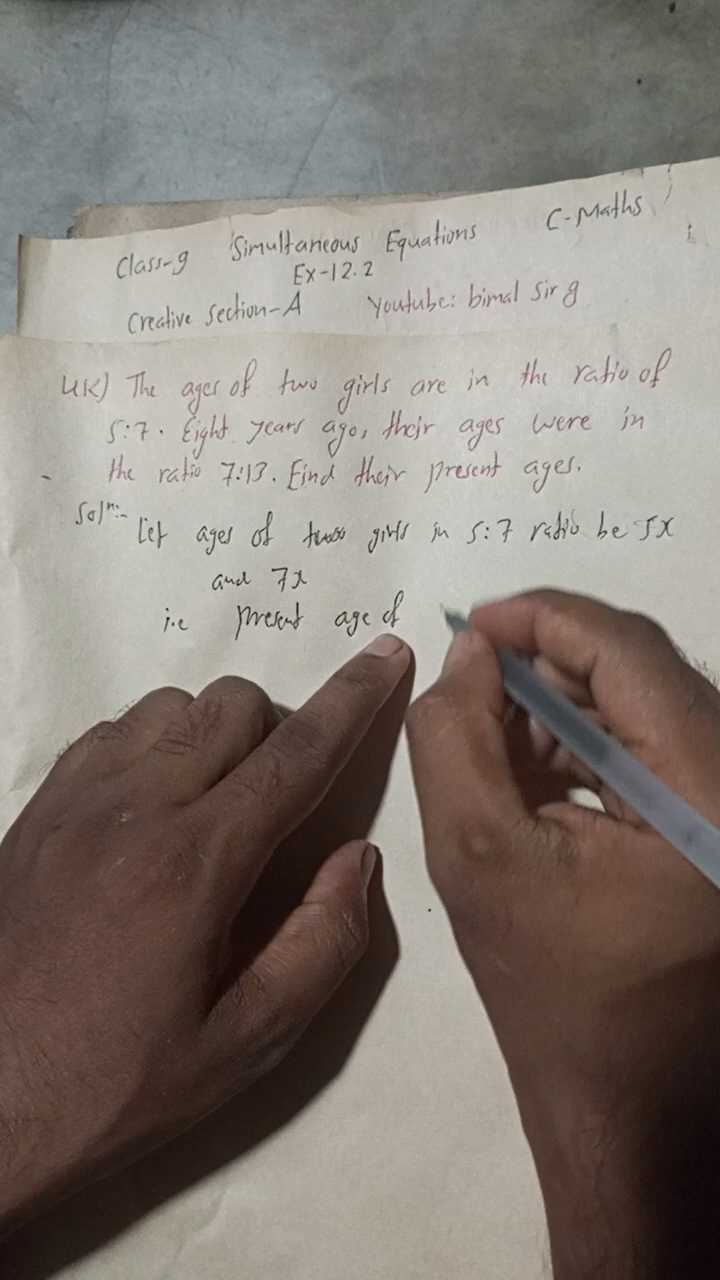 Class-9 Simultaneous Equations C-Maths
Ex-12.2
Creative section-A Youtube: bimal Sir 9
4K) The ages of two girls are in the ratio of
5:7. Eight years ago, their ages were in
the ratio 7:13. Find their present ages.
Solⁿ:- Let ages of two girls in 5:7 ratio be 5x
and 7x
i.e present age of